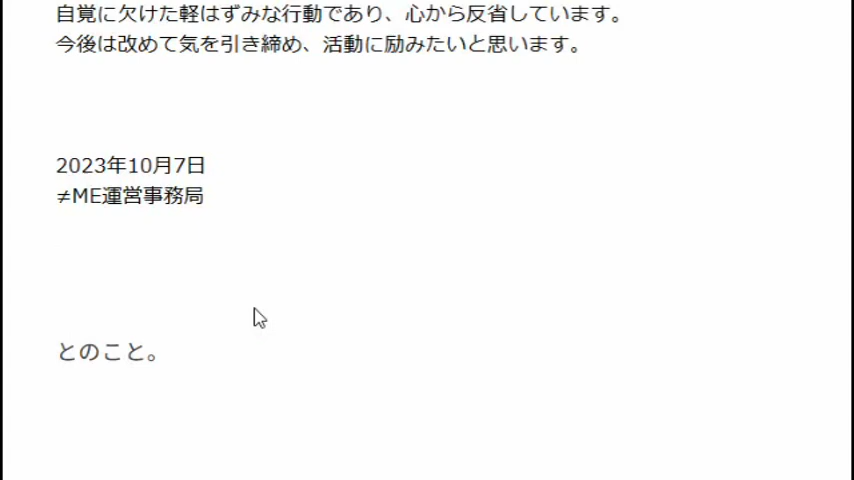 自覚に欠けた軽はずみな行動であり、心から反省しています。
今後は改めて気を引き締め、活動に励みたいと思います。
2023年10月7日
≠ME運営事務局
とのこと。